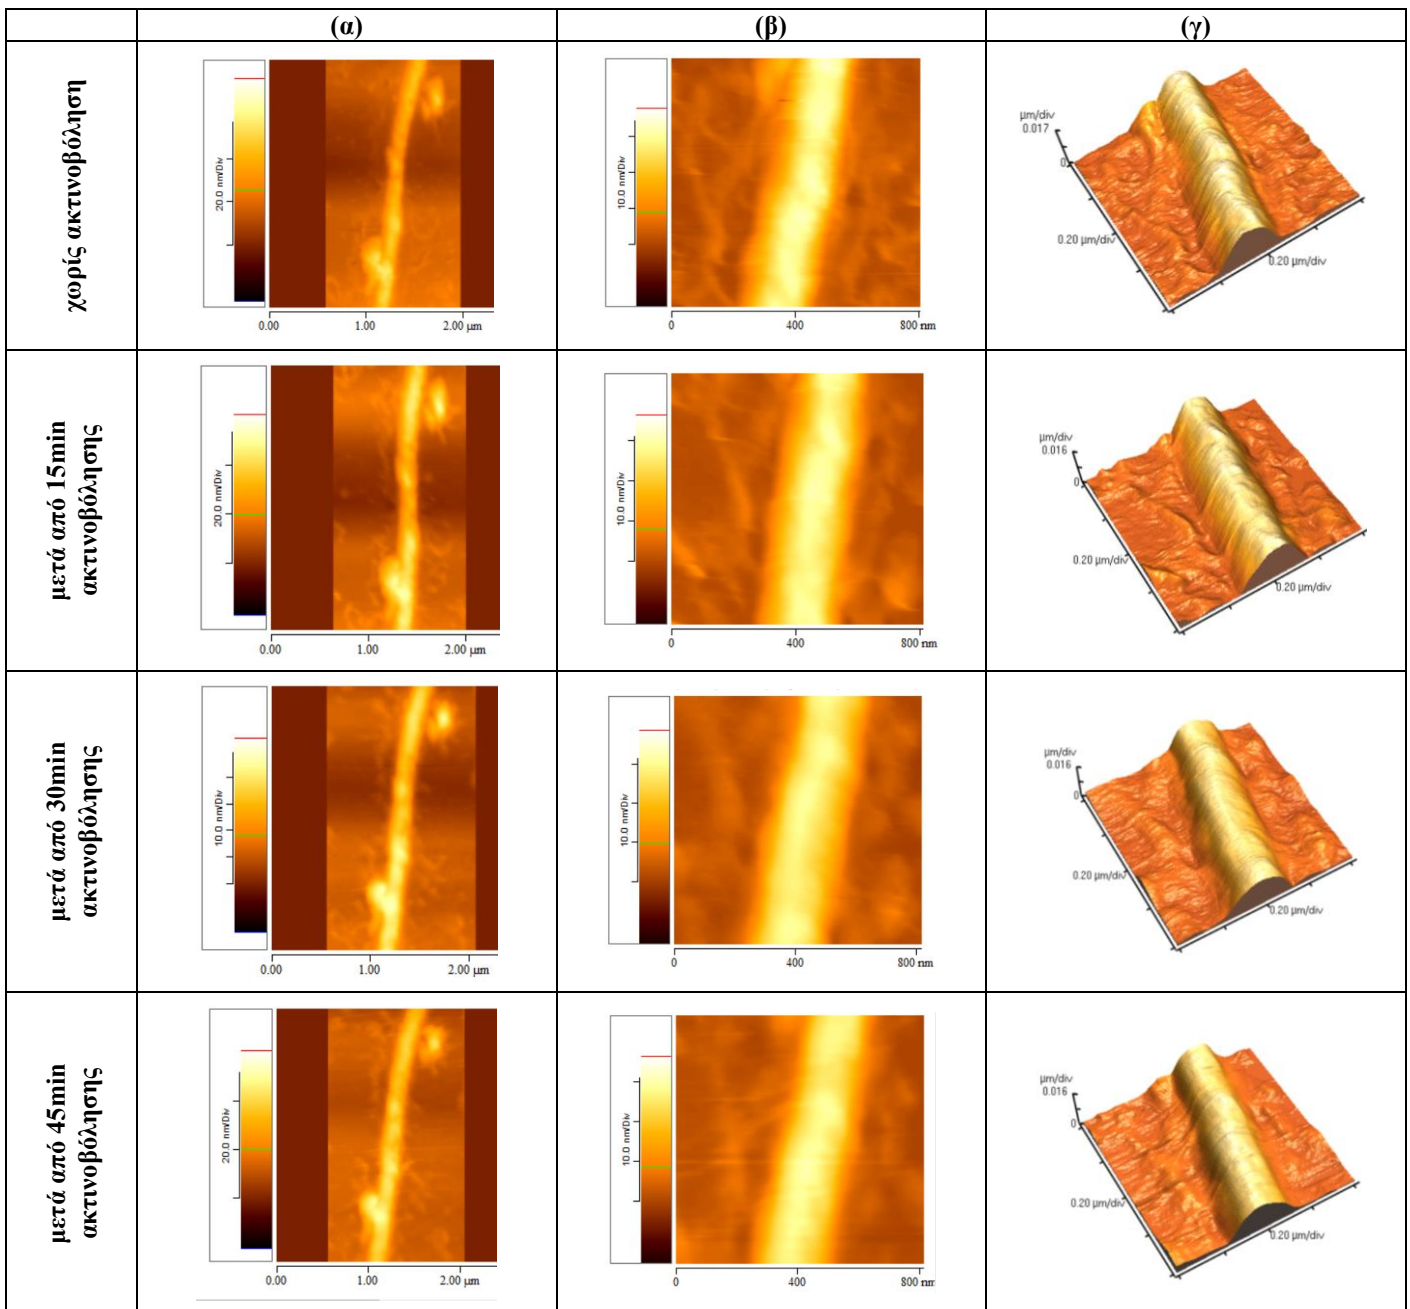 (α) (β) (γ)
χωρίς ακτινοβόληση
20.0 nm/Div
0.00 1.00 2.00 μm
10.0 nm/Div
0 400 800 nm
μm/div
0.017
0
0.20 μm/div
0.20 μm/div
μετά από 15min
ακτινοβόλησης
20.0 nm/Div
0.00 1.00 2.00 μm
10.0 nm/Div
0 400 800 nm
μm/div
0.016
0
0.20 μm/div
0.20 μm/div
μετά από 30min
ακτινοβόλησης
10.0 nm/Div
0.00 1.00 2.00 μm
10.0 nm/Div
0 400 800 nm
μm/div
0.016
0
0.20 μm/div
0.20 μm/div
μετά από 45min
ακτινοβόλησης
20.0 nm/Div
0.00 1.00 2.00 μm
10.0 nm/Div
0 400 800 nm
μm/div
0.016
0
0.20 μm/div
0.20 μm/div